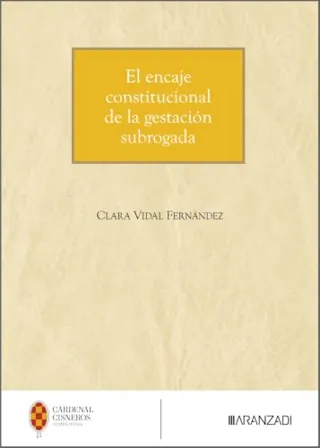 El encaje
constitucional
de la gestación
subrogada
CLARA VIDAL FERNÁNDEZ
CARDENAL
CISNEROS
ARANZADI